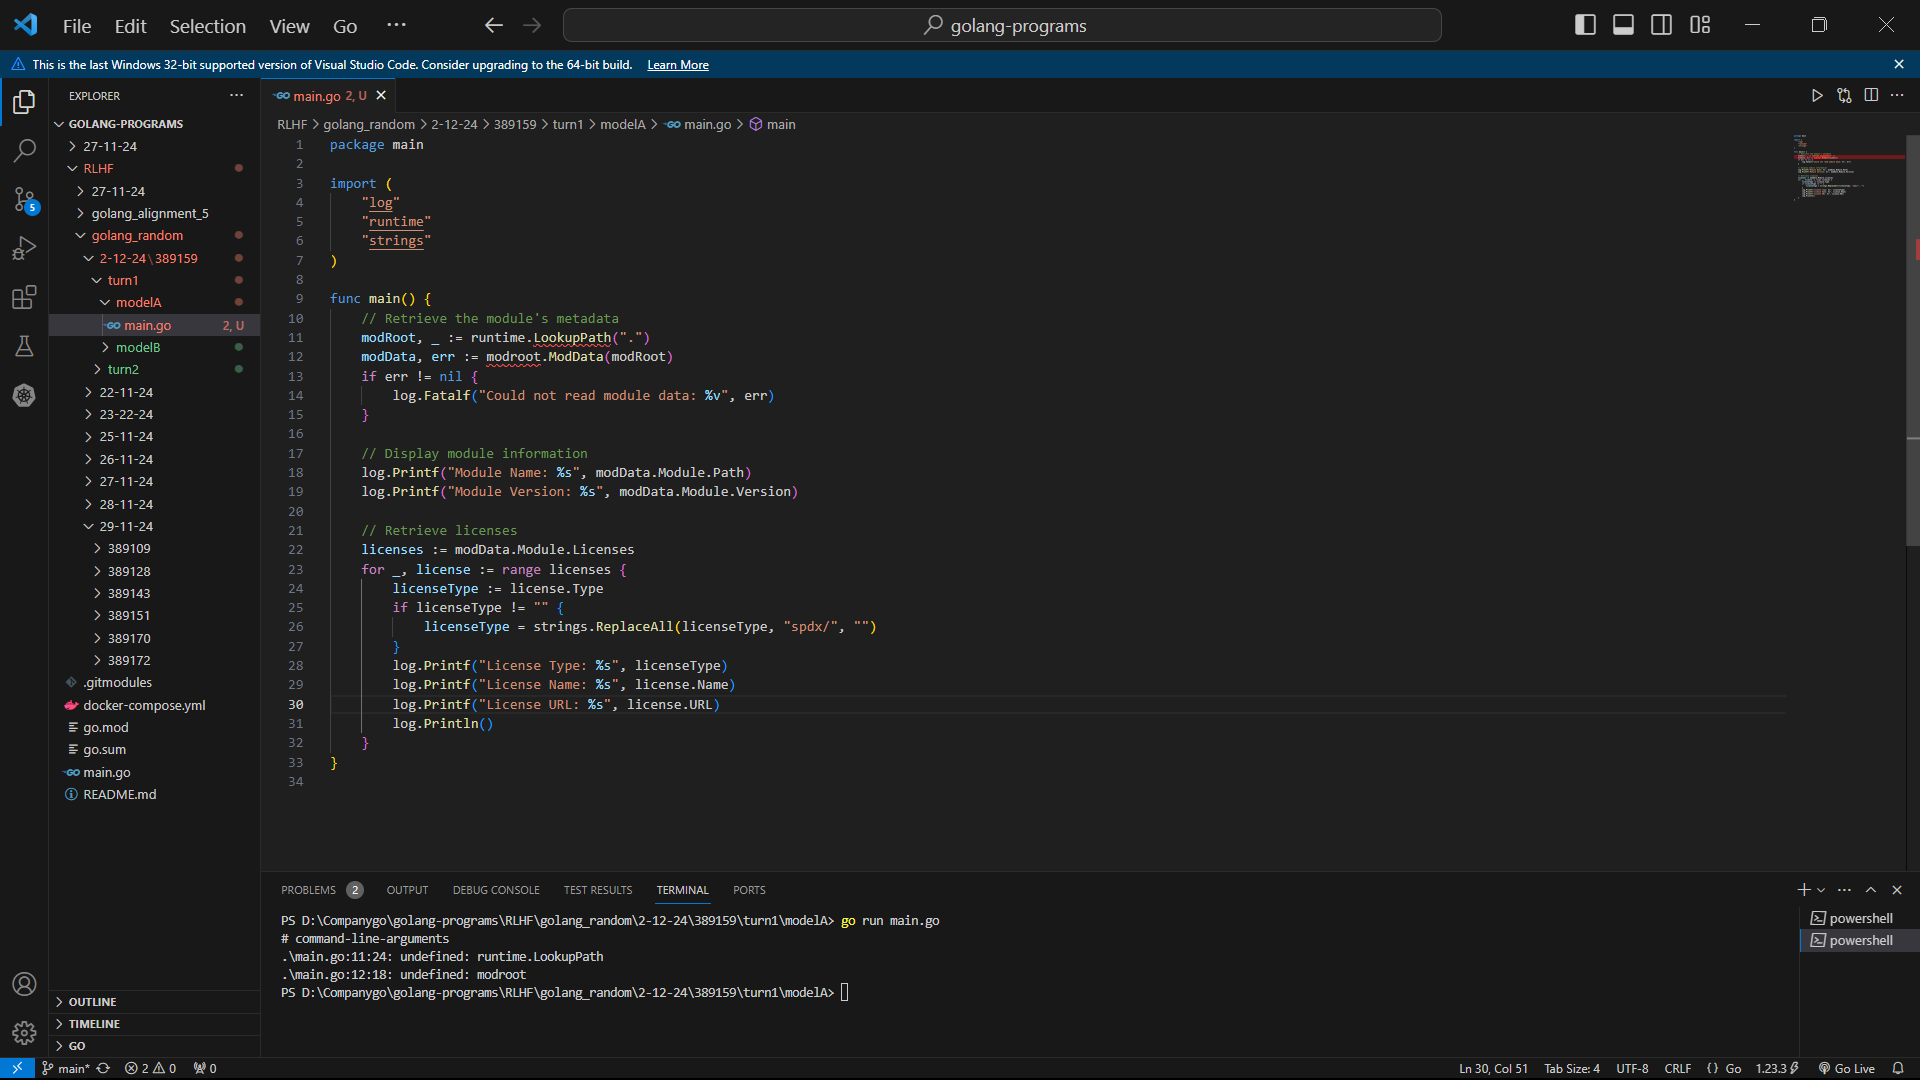 File Edit Selection View Go ··· golang-programs
This is the last Windows 32-bit supported version of Visual Studio Code. Consider upgrading to the 64-bit build. Learn More
EXPLORER
GOLANG-PROGRAMS
27-11-24
RLHF
27-11-24
golang_alignment_5
golang_random
2-12-24\389159
turn1
modelA
main.go 2, U
modelB
turn2
22-11-24
23-22-24
25-11-24
26-11-24
27-11-24
28-11-24
29-11-24
389109
389128
389143
389151
389170
389172
.gitmodules
docker-compose.yml
go.mod
go.sum
main.go
README.md
OUTLINE
TIMELINE
GO
5
main.go 2, U
RLHF > golang_random > 2-12-24 > 389159 > turn1 > modelA > main.go > main
1 package main
2
3 import (
4 "log"
5 "runtime"
6 "strings"
7 )
8
9 func main() {
10 // Retrieve the module's metadata
11 modRoot, _ := runtime.LookupPath(".")
12 modData, err := modroot.ModData(modRoot)
13 if err != nil {
14 log.Fatalf("Could not read module data: %v", err)
15 }
16
17 // Display module information
18 log.Printf("Module Name: %s", modData.Module.Path)
19 log.Printf("Module Version: %s", modData.Module.Version)
20
21 // Retrieve licenses
22 licenses := modData.Module.Licenses
23 for _, license := range licenses {
24 licenseType := license.Type
25 if licenseType != "" {
26 licenseType = strings.ReplaceAll(licenseType, "spdx/", "")
27 }
28 log.Printf("License Type: %s", licenseType)
29 log.Printf("License Name: %s", license.Name)
30 log.Printf("License URL: %s", license.URL)
31 log.Println()
32 }
33 }
34
PROBLEMS 2 OUTPUT DEBUG CONSOLE TEST RESULTS TERMINAL PORTS
PS D:\Companygo\golang-programs\RLHF\golang_random\2-12-24\389159\turn1\modelA> go run main.go
# command-line-arguments
.\main.go:11:24: undefined: runtime.LookupPath
.\main.go:12:18: undefined: modroot
PS D:\Companygo\golang-programs\RLHF\golang_random\2-12-24\389159\turn1\modelA>
powershell
powershell
main* 2 0 0 Ln 30, Col 51 Tab Size: 4 UTF-8 CRLF {} Go 1.23.3 Go Live